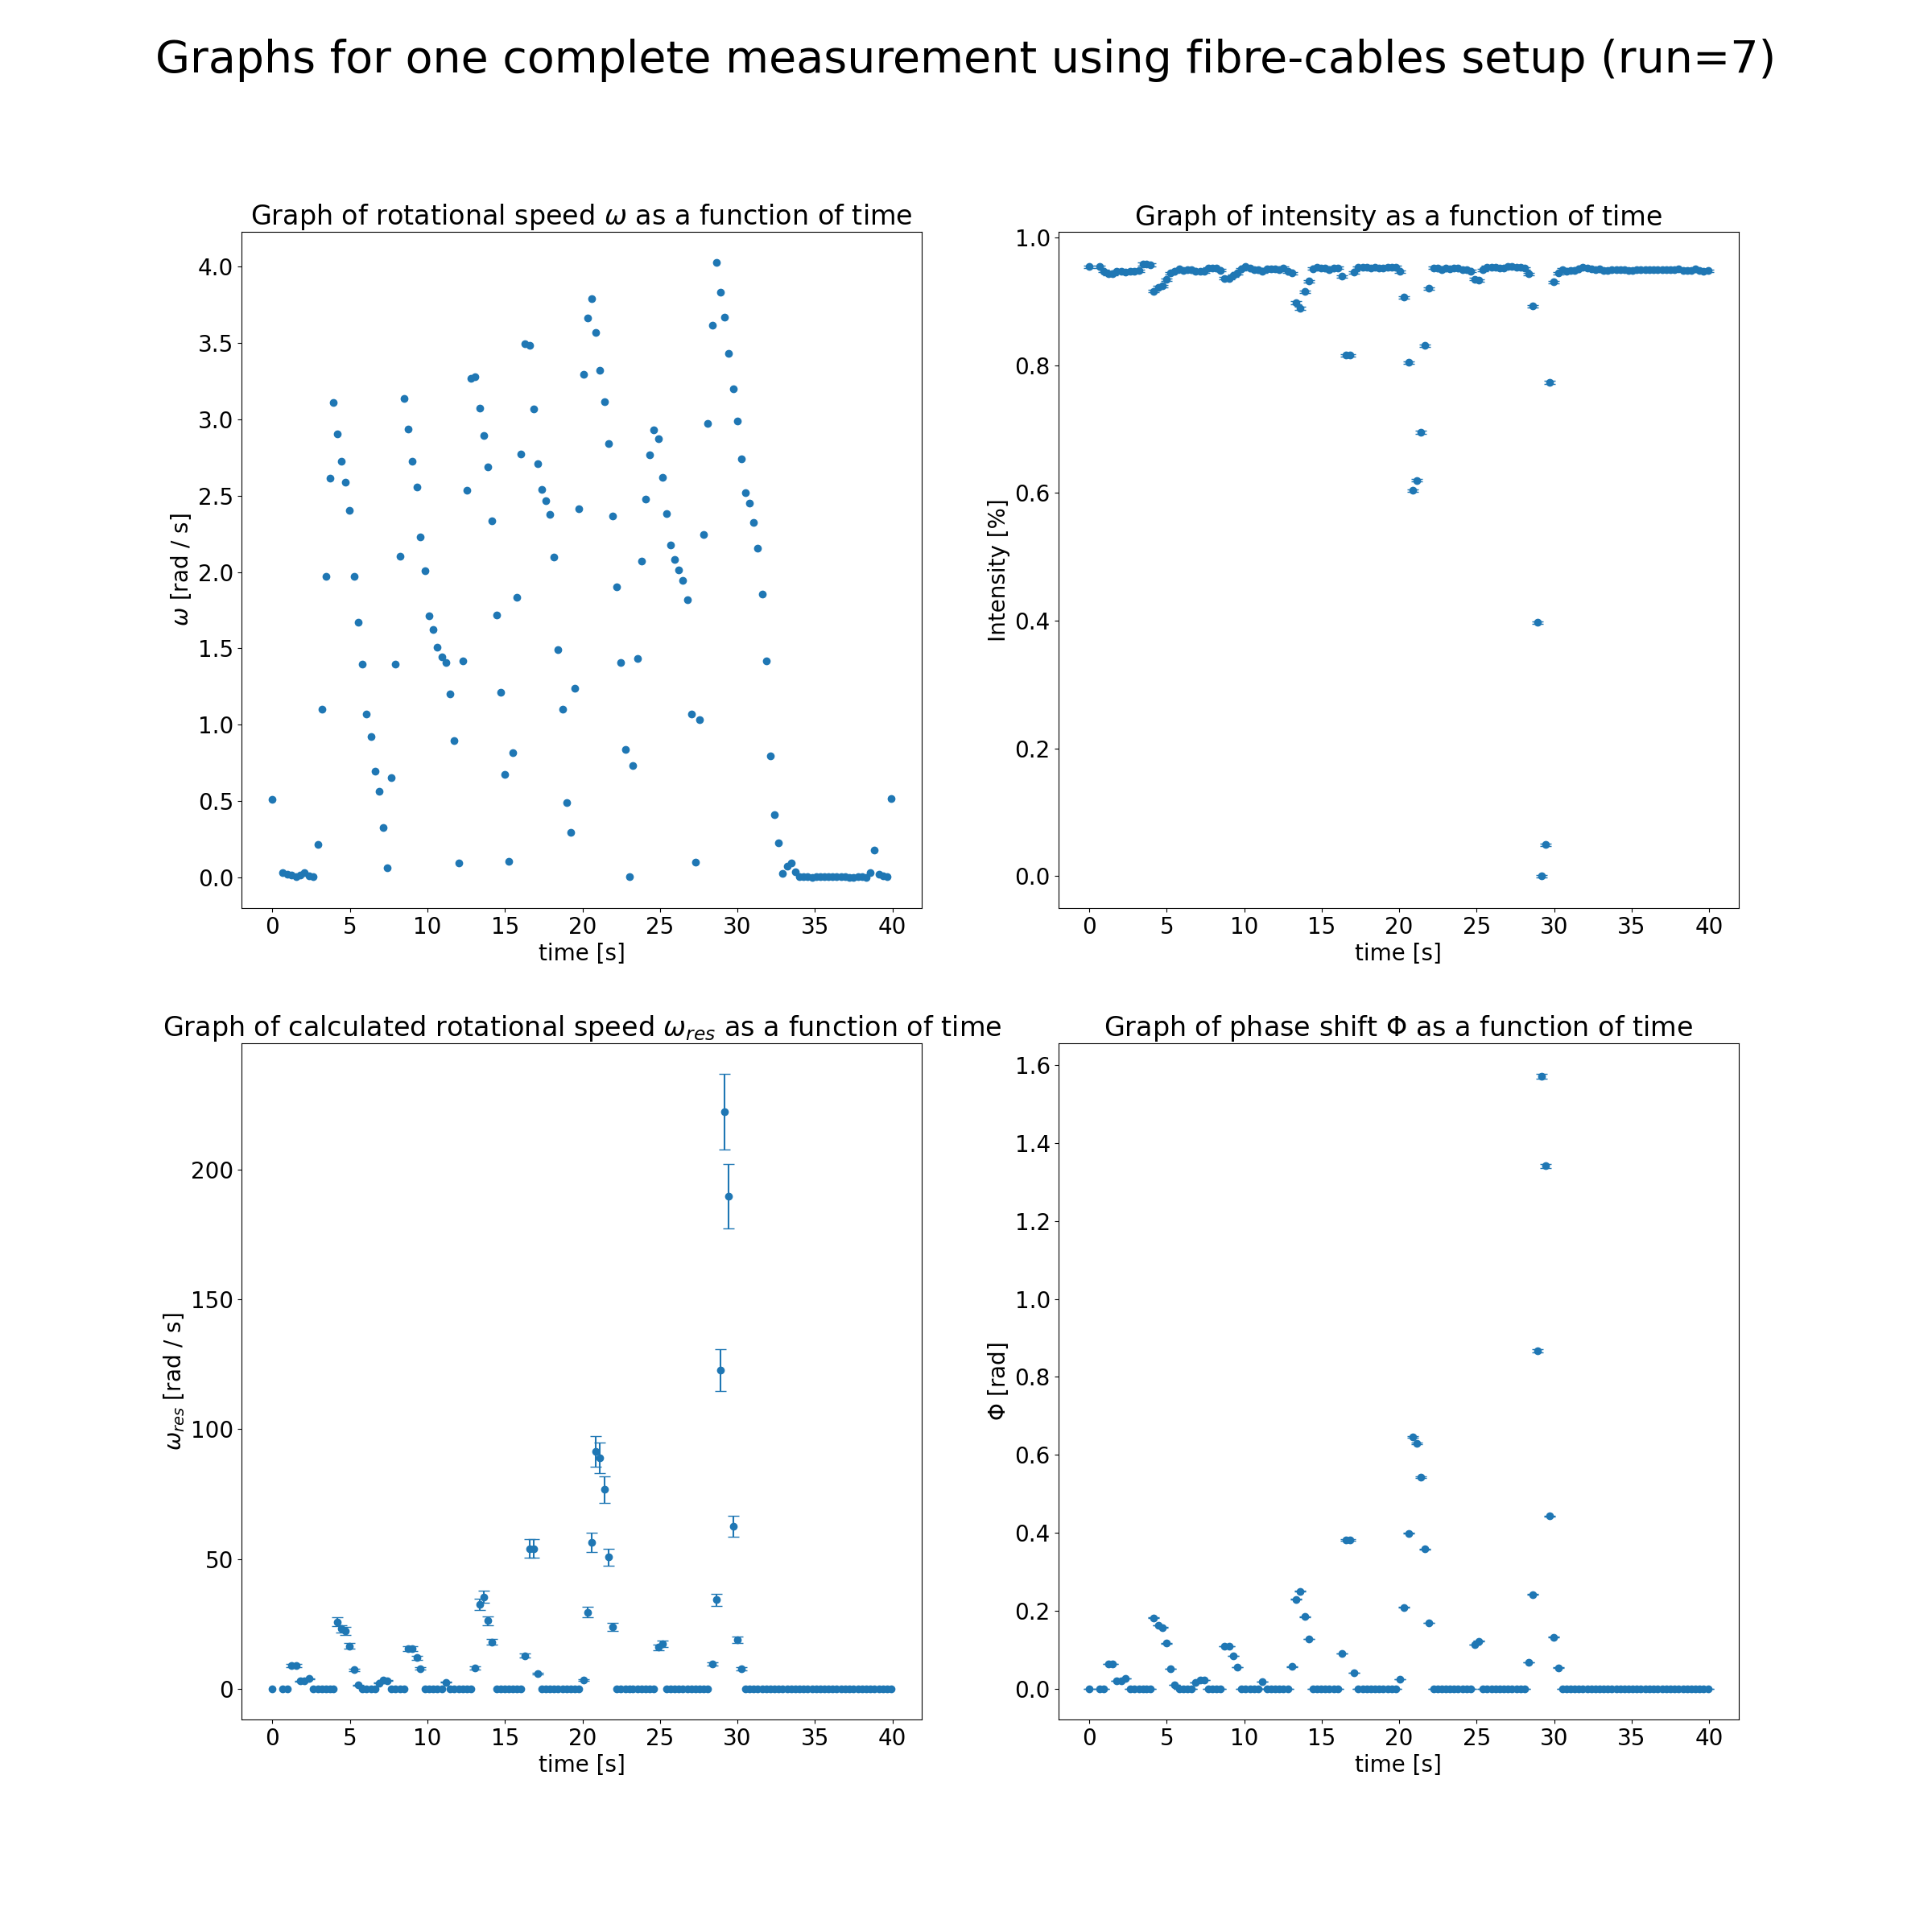 Graphs for one complete measurement using fibre-cables setup (run=7)
Graph of rotational speed ω as a function of time
4.0
3.5
3.0
2.5
2.0
1.5
1.0
0.5
0.0
ω [rad / s]
0 5 10 15 20 25 30 35 40
time [s]
Graph of intensity as a function of time
1.0
0.8
0.6
0.4
0.2
0.0
Intensity [%]
0 5 10 15 20 25 30 35 40
time [s]
Graph of calculated rotational speed ω_res as a function of time
200
150
100
50
0
ω_res [rad / s]
0 5 10 15 20 25 30 35 40
time [s]
Graph of phase shift Φ as a function of time
1.6
1.4
1.2
1.0
0.8
0.6
0.4
0.2
0.0
Φ [rad]
0 5 10 15 20 25 30 35 40
time [s]